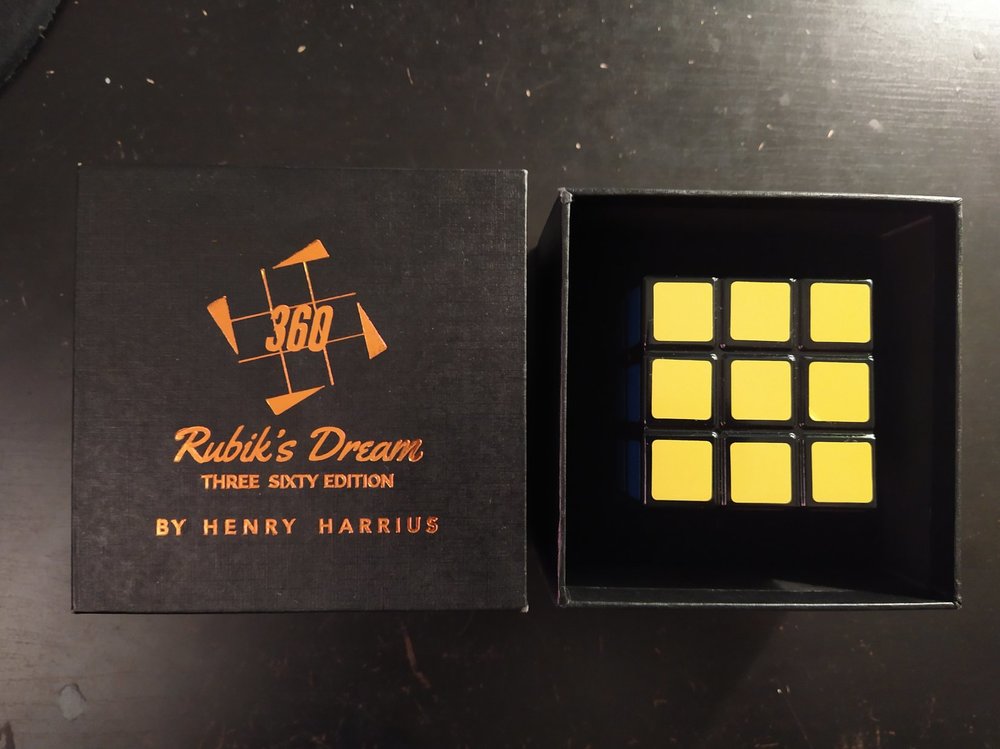 360
Rubik's Dream
THREE SIXTY EDITION
BY HENRY HARRIUS